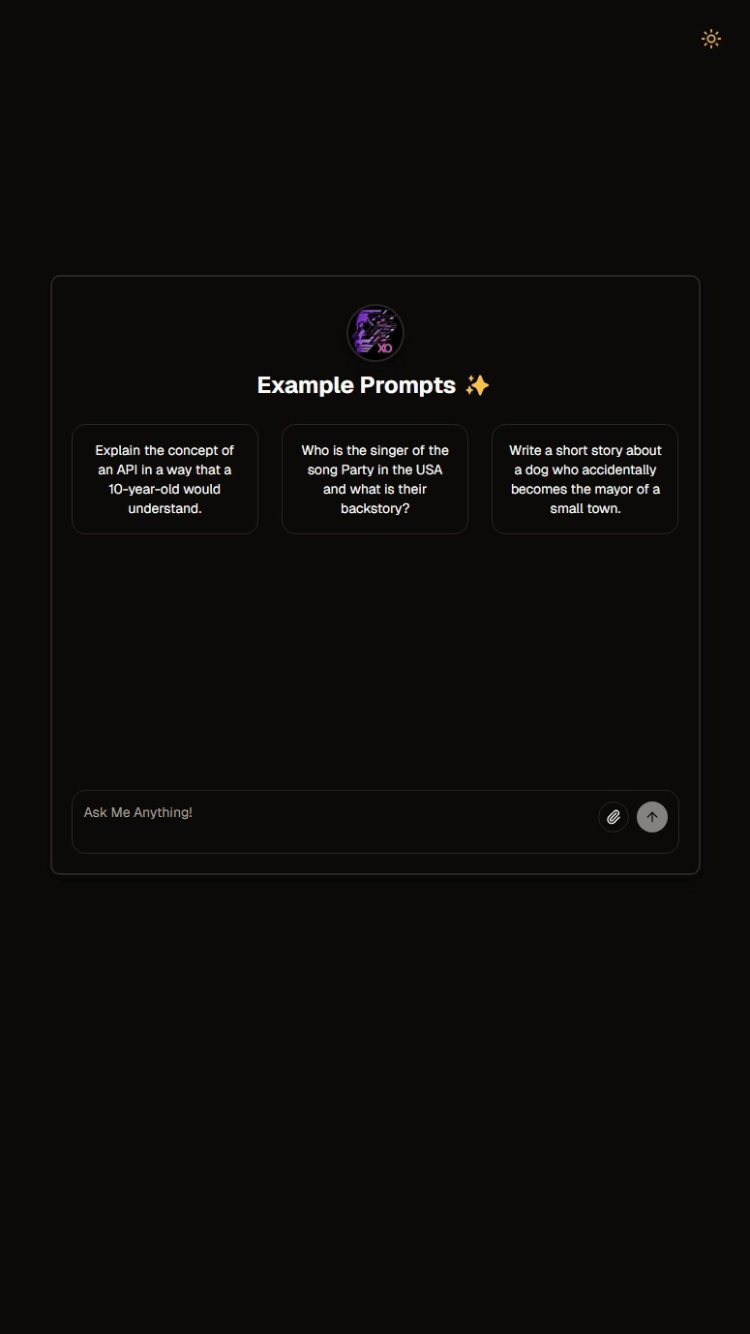 XO
Example Prompts ✨
Explain the concept of
an API in a way that a
10-year-old would
understand.
Who is the singer of the
song Party in the USA
and what is their
backstory?
Write a short story about
a dog who accidentally
becomes the mayor of a
small town.
Ask Me Anything!